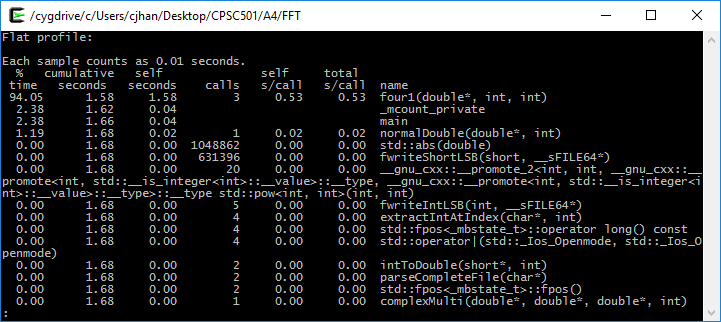 /cygdrive/c/Users/cjhan/Desktop/CPSC501/A4/FFT
Flat profile:
Each sample counts as 0.01 seconds.
  %   cumulative   self              self     total
 time   seconds   seconds    calls   s/call   s/call  name
 94.05      1.58     1.58        3     0.53     0.53  four1(double*, int, int)
  2.38      1.62     0.04                             _mcount_private
  2.38      1.66     0.04                             main
  1.19      1.68     0.02        1     0.02     0.02  normalDouble(double*, int)
  0.00      1.68     0.00  1048862     0.00     0.00  std::abs(double)
  0.00      1.68     0.00   631396     0.00     0.00  fwriteShortLSB(short, __sFILE64*)
  0.00      1.68     0.00       20     0.00     0.00  __gnu_cxx::__promote_2<int, int, __gnu_cxx::__
promote<int, std::__is_integer<int>::__value>::__type, __gnu_cxx::__promote<int, std::__is_integer<i
nt>::__value>::__type>::__type std::pow<int, int>(int, int)
  0.00      1.68     0.00        5     0.00     0.00  fwriteIntLSB(int, __sFILE64*)
  0.00      1.68     0.00        4     0.00     0.00  extractIntAtIndex(char*, int)
  0.00      1.68     0.00        4     0.00     0.00  std::fpos<_mbstate_t>::operator long() const
  0.00      1.68     0.00        4     0.00     0.00  std::operator|(std::_Ios_Openmode, std::_Ios_O
penmode)
  0.00      1.68     0.00        2     0.00     0.00  intToDouble(short*, int)
  0.00      1.68     0.00        2     0.00     0.00  parseCompleteFile(char*)
  0.00      1.68     0.00        2     0.00     0.00  std::fpos<_mbstate_t>::fpos()
  0.00      1.68     0.00        1     0.00     0.00  complexMulti(double*, double*, double*, int)
: